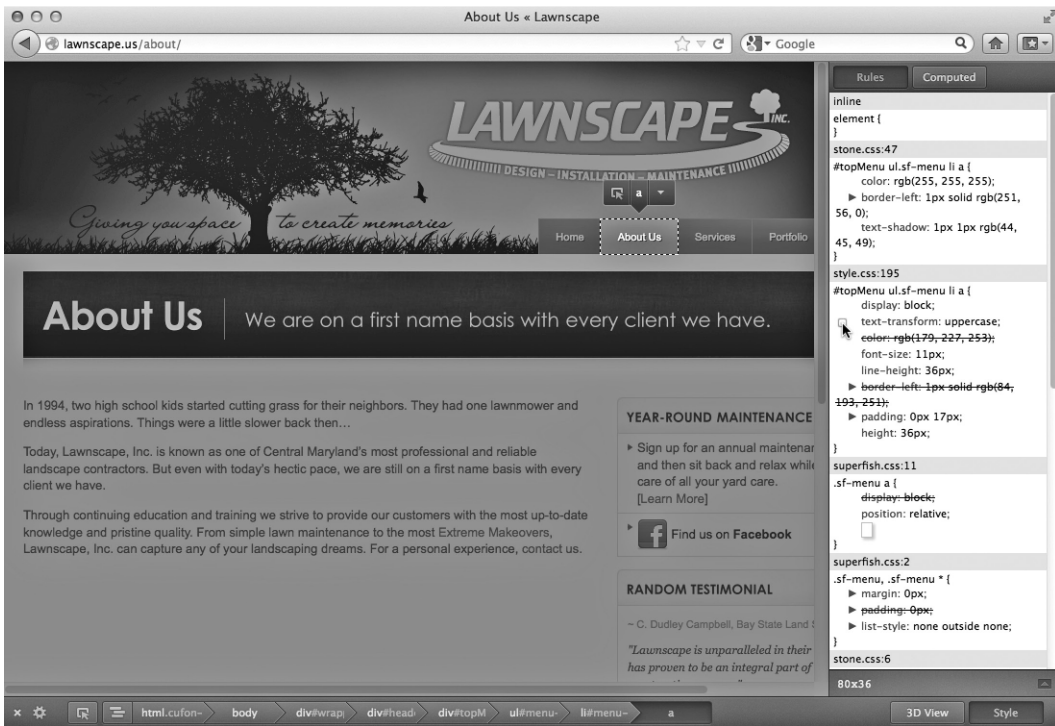 About Us « Lawnscape
lawnscape.us/about/
Google
LAWNSCAPE INC.
DESIGN – INSTALLATION – MAINTENANCE
a
Giving you space to create memories
Home About Us Services Portfolio
About Us
We are on a first name basis with every client we have.
In 1994, two high school kids started cutting grass for their neighbors. They had one lawnmower and
endless aspirations. Things were a little slower back then…
Today, Lawnscape, Inc. is known as one of Central Maryland's most professional and reliable
landscape contractors. But even with today's hectic pace, we are still on a first name basis with every
client we have.
Through continuing education and training we strive to provide our customers with the most up-to-date
knowledge and pristine quality. From simple lawn maintenance to the most Extreme Makeovers,
Lawnscape, Inc. can capture any of your landscaping dreams. For a personal experience, contact us.
YEAR-ROUND MAINTENANCE
Sign up for an annual maintenan
and then sit back and relax while
care of all your yard care.
[Learn More]
Find us on Facebook
RANDOM TESTIMONIAL
~ C. Dudley Campbell, Bay State Land
"Lawnscape is unparalleled in their
has proven to be an integral part of
Rules Computed
inline
element {
}
stone.css:47
#topMenu ul.sf-menu li a {
color: rgb(255, 255, 255);
border-left: 1px solid rgb(251,
56, 0);
text-shadow: 1px 1px rgb(44,
45, 49);
}
style.css:195
#topMenu ul.sf-menu li a {
display: block;
text-transform: uppercase;
color: rgb(179, 227, 253);
font-size: 11px;
line-height: 36px;
border-left: 1px solid rgb(84,
193, 251);
padding: 0px 17px;
height: 36px;
}
superfish.css:11
.sf-menu a {
display: block;
position: relative;
}
superfish.css:2
.sf-menu, .sf-menu * {
margin: 0px;
padding: 0px;
list-style: none outside none;
}
stone.css:6
80x36
html.cufon- body div#wrap div#head div#topM ul#menu- li#menu- a
3D View Style